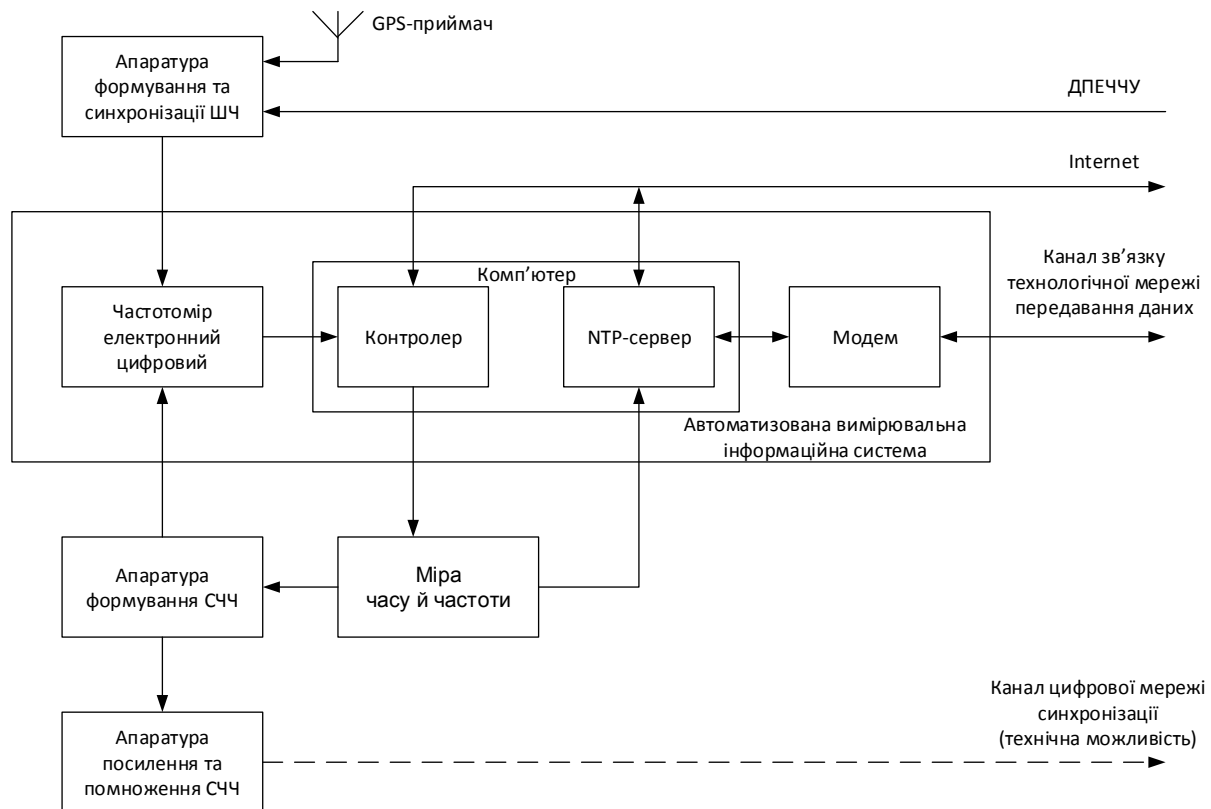 GPS-приймач
Апаратура
формування та
синхронізації ШЧ
ДПЕЧЧУ
Internet
Канал зв’язку
технологічної мережі
передавання даних
Комп’ютер
Частотомір
електронний
цифровий
Контролер
NTP-сервер
Модем
Автоматизована вимірювальна
інформаційна система
Апаратура
формування СЧЧ
Міра
часу й частоти
Канал цифрової мережі
синхронізації
(технічна можливість)
Апаратура
посилення та
помноження СЧЧ